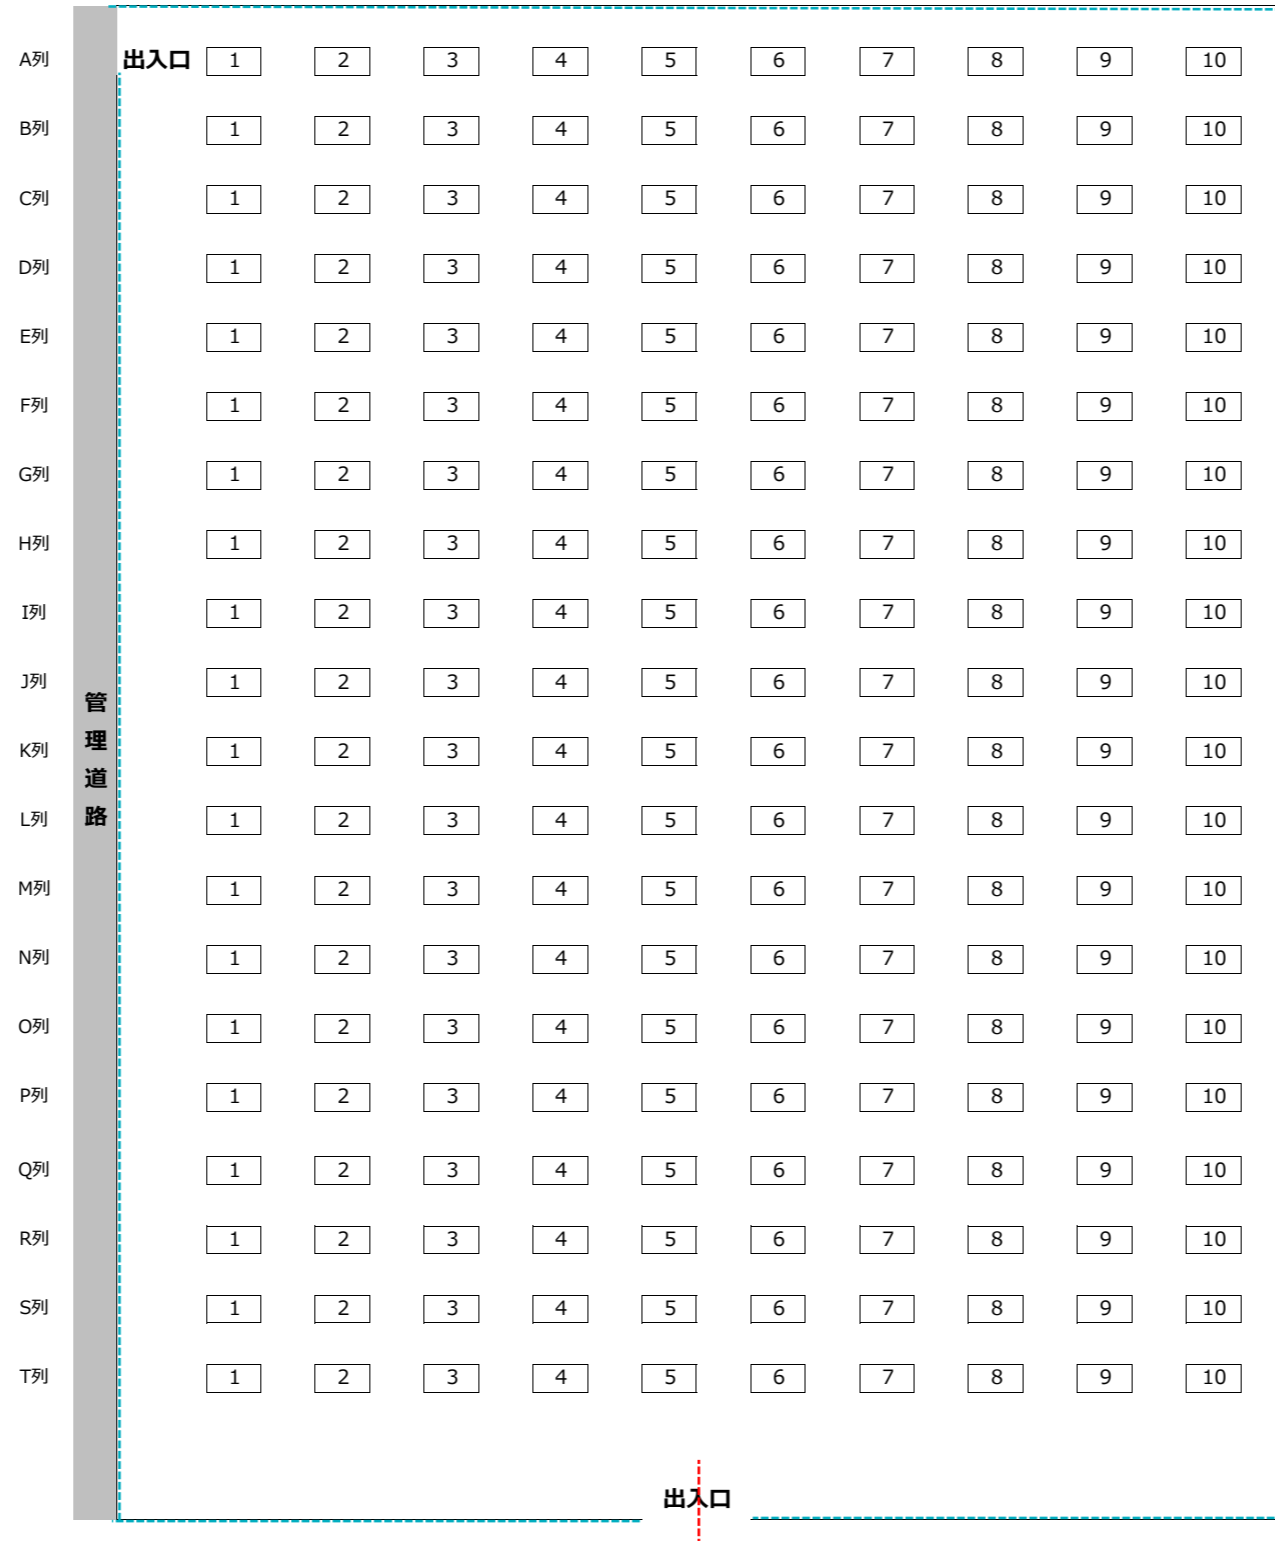 A列 出入口 1 2 3 4 5 6 7 8 9 10
B列 1 2 3 4 5 6 7 8 9 10
C列 1 2 3 4 5 6 7 8 9 10
D列 1 2 3 4 5 6 7 8 9 10
E列 1 2 3 4 5 6 7 8 9 10
F列 1 2 3 4 5 6 7 8 9 10
G列 1 2 3 4 5 6 7 8 9 10
H列 1 2 3 4 5 6 7 8 9 10
I列 1 2 3 4 5 6 7 8 9 10
J列 1 2 3 4 5 6 7 8 9 10
K列 1 2 3 4 5 6 7 8 9 10
L列 1 2 3 4 5 6 7 8 9 10
M列 1 2 3 4 5 6 7 8 9 10
N列 1 2 3 4 5 6 7 8 9 10
O列 1 2 3 4 5 6 7 8 9 10
P列 1 2 3 4 5 6 7 8 9 10
Q列 1 2 3 4 5 6 7 8 9 10
R列 1 2 3 4 5 6 7 8 9 10
S列 1 2 3 4 5 6 7 8 9 10
T列 1 2 3 4 5 6 7 8 9 10
管理道路
出入口